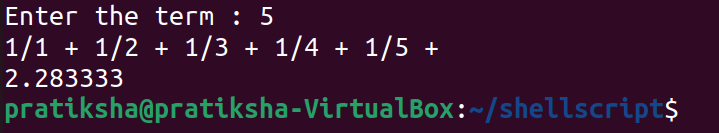 Enter the term : 5
1/1 + 1/2 + 1/3 + 1/4 + 1/5 +
2.283333
pratiksha@pratiksha-VirtualBox:~/shellscript$